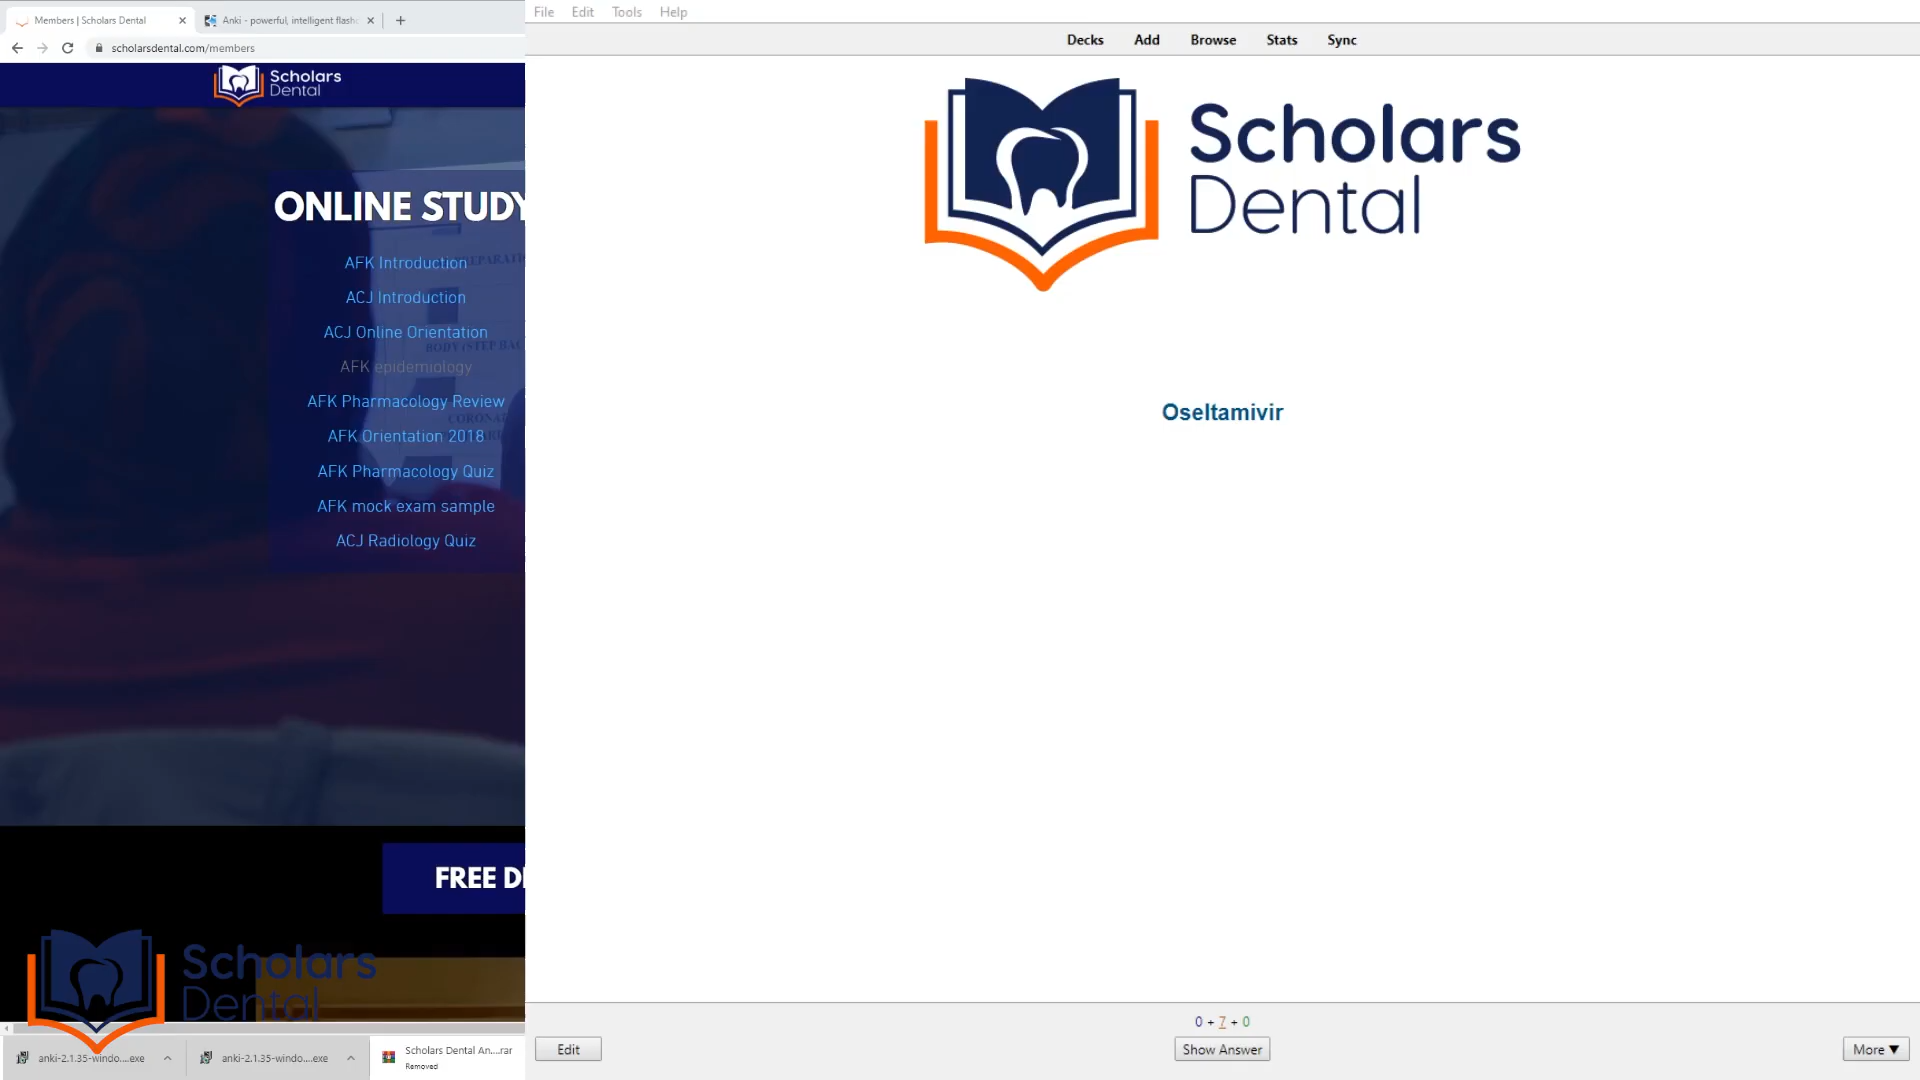 Members | Scholars Dental
Anki - powerful, intelligent flash
scholarsdental.com/members
Scholars
Dental
ONLINE STUDY
AFK Introduction
ACJ Introduction
ACJ Online Orientation
AFK epidemiology
AFK Pharmacology Review
AFK Orientation 2018
AFK Pharmacology Quiz
AFK mock exam sample
ACJ Radiology Quiz
FREE
Scholars
Dental
anki-2.1.35-windo....exe
anki-2.1.35-windo....exe
Scholars Dental An....rar
Removed
File Edit Tools Help
Decks Add Browse Stats Sync
Scholars
Dental
Oseltamivir
0 + 7 + 0
Edit
Show Answer
More ▼